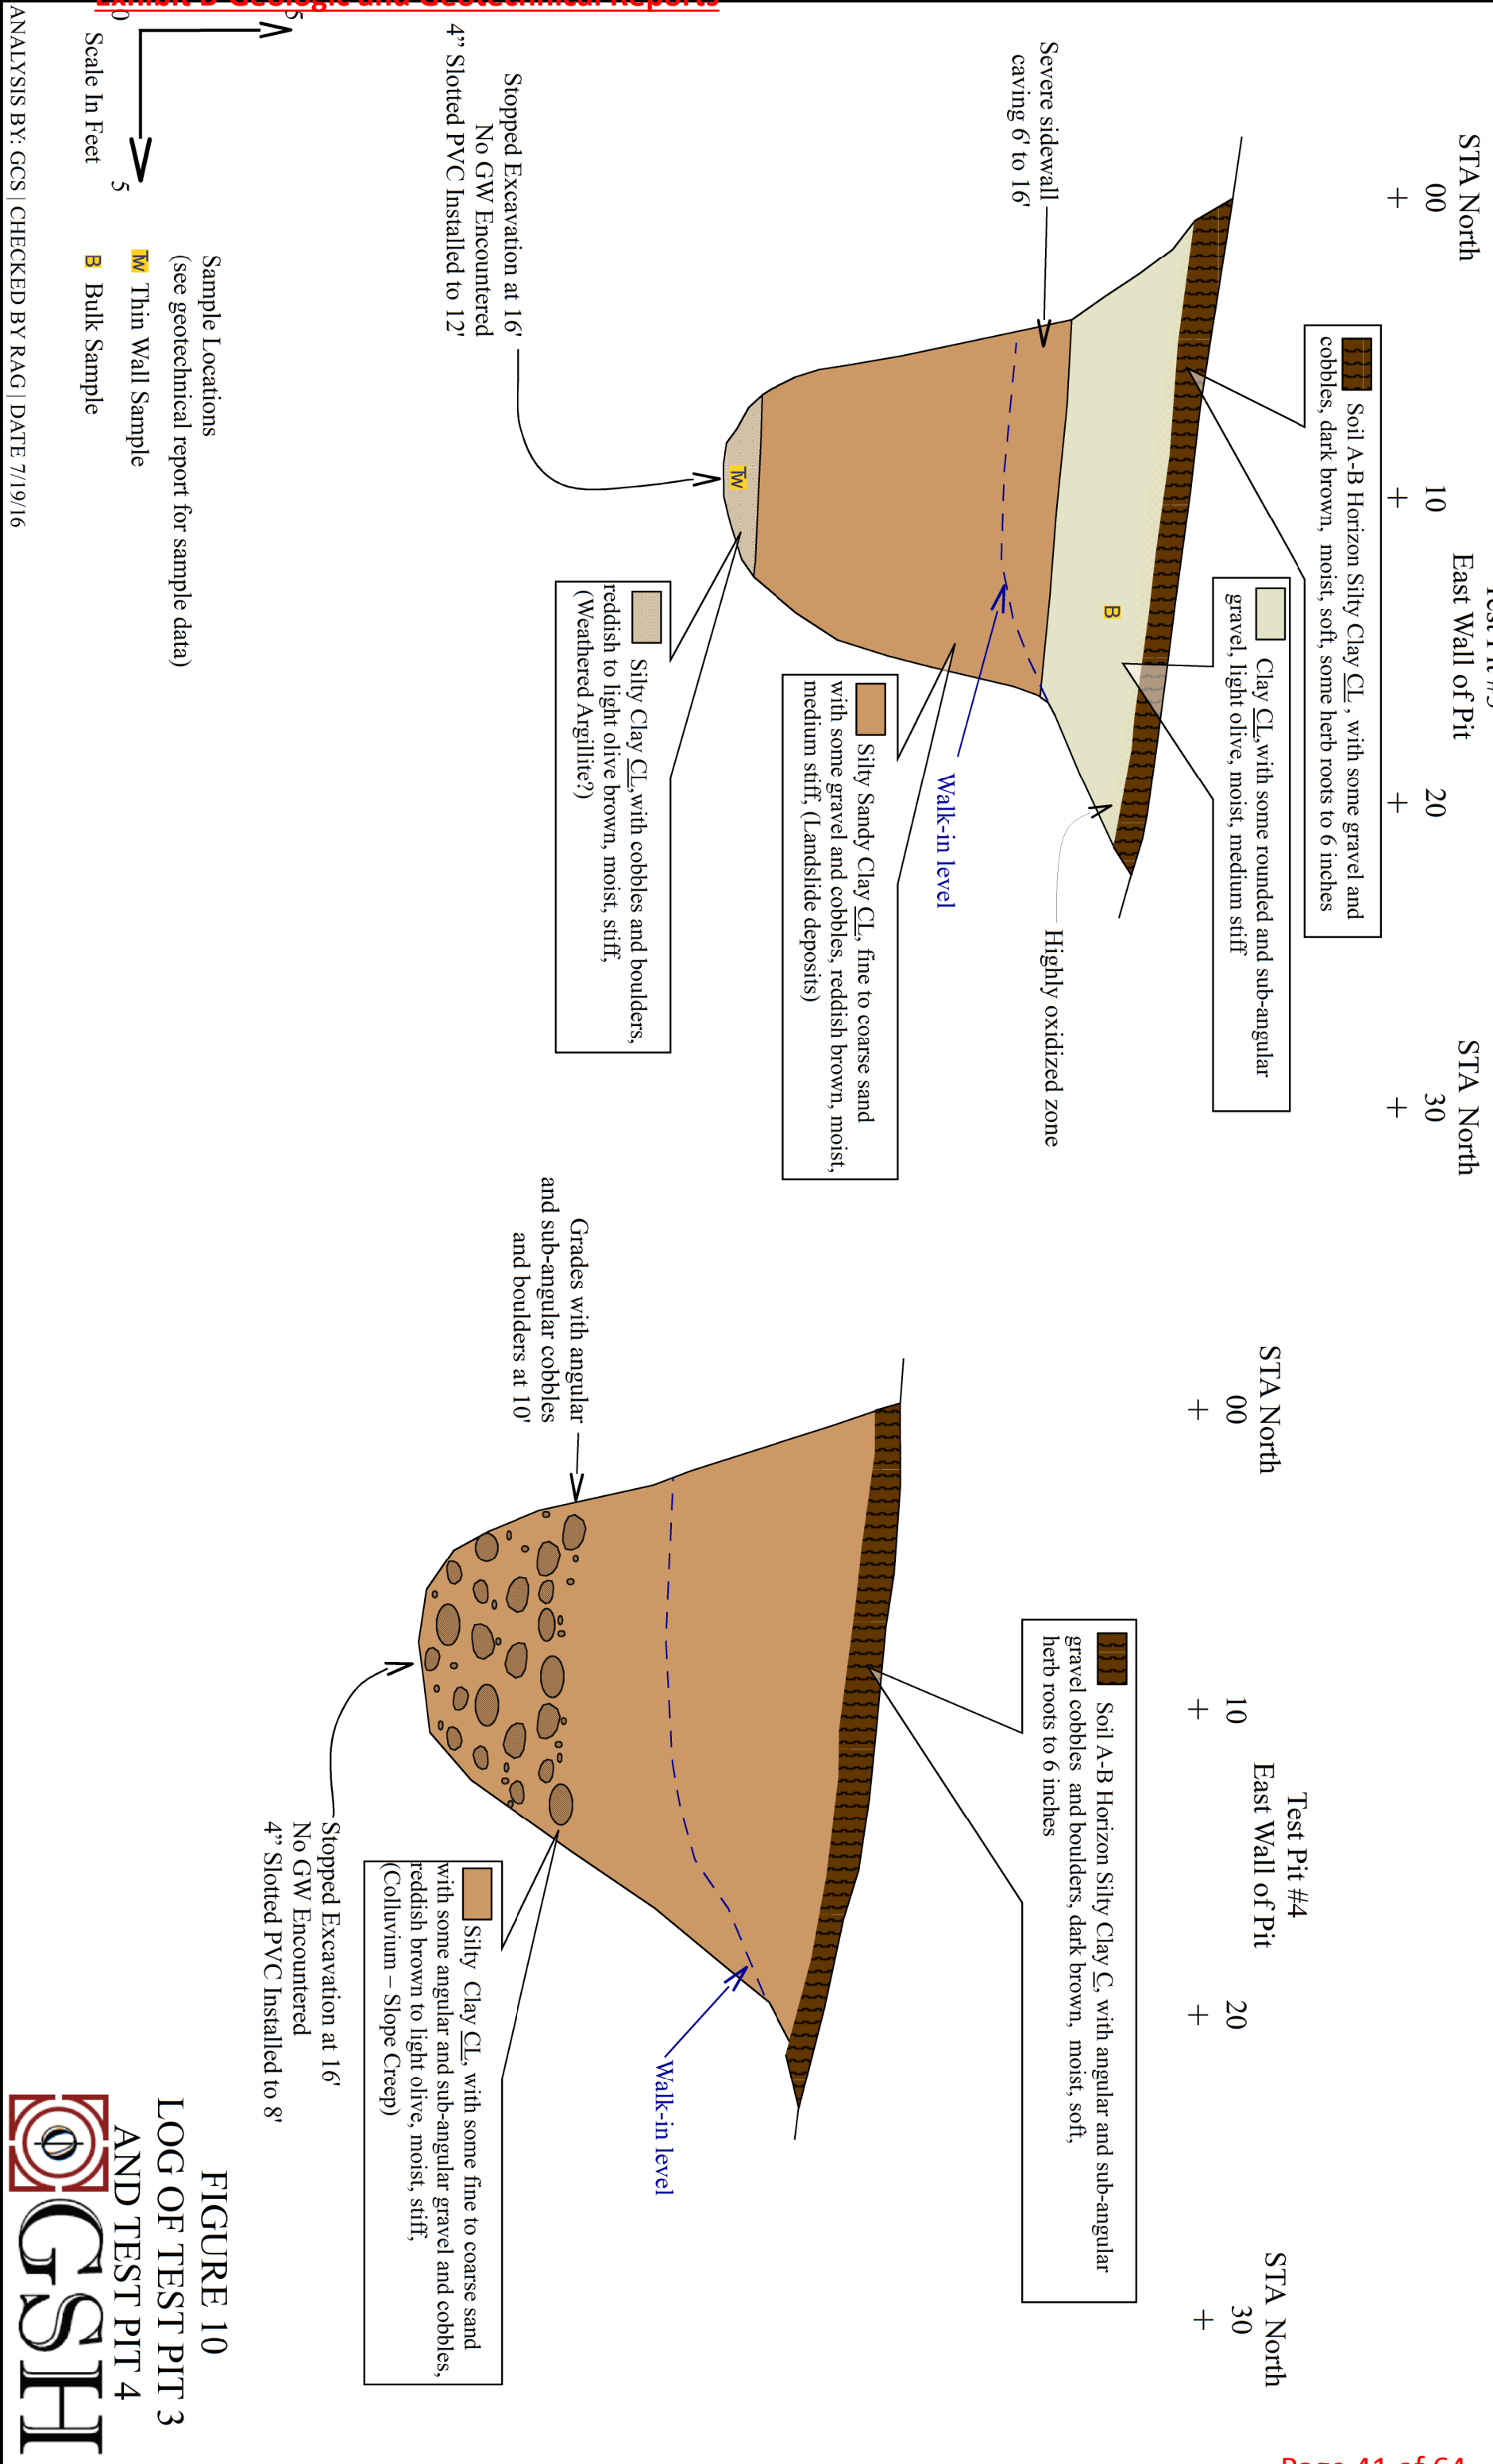 Exhibit B Geologic and Geotechnical Reports
East Wall of Pit
STA North
00
10
20
STA North
30
+
+
+
+
Soil A-B Horizon Silty Clay CL , with some gravel and
cobbles, dark brown, moist, soft, some herb roots to 6 inches
Clay CL,with some rounded and sub-angular
gravel, light olive, moist, medium stiff
Severe sidewall
caving 6' to 16'
B
Highly oxidized zone
Walk-in level
Silty Sandy Clay CL, fine to coarse sand
with some gravel and cobbles, reddish brown, moist,
medium stiff, (Landslide deposits)
Tw
Silty Clay CL,with cobbles and boulders,
reddish to light olive brown, moist, stiff,
(Weathered Argillite?)
Stopped Excavation at 16'
No GW Encountered
4” Slotted PVC Installed to 12'
Test Pit #4
East Wall of Pit
STA North
00
10
20
STA North
30
+
+
+
+
Soil A-B Horizon Silty Clay C, with angular and sub-angular
gravel cobbles and boulders, dark brown, moist, soft,
herb roots to 6 inches
Walk-in level
Grades with angular
and sub-angular cobbles
and boulders at 10'
Silty Clay CL, with some fine to coarse sand
with some angular and sub-angular gravel and cobbles,
reddish brown to light olive, moist, stiff,
(Colluvium – Slope Creep)
Stopped Excavation at 16'
No GW Encountered
4” Slotted PVC Installed to 8'
5
0
5
Scale In Feet
Sample Locations
(see geotechnical report for sample data)
Tw Thin Wall Sample
B Bulk Sample
FIGURE 10
LOG OF TEST PIT 3
AND TEST PIT 4
GSH
ANALYSIS BY: GCS | CHECKED BY RAG | DATE 7/19/16
Page 41 of 64